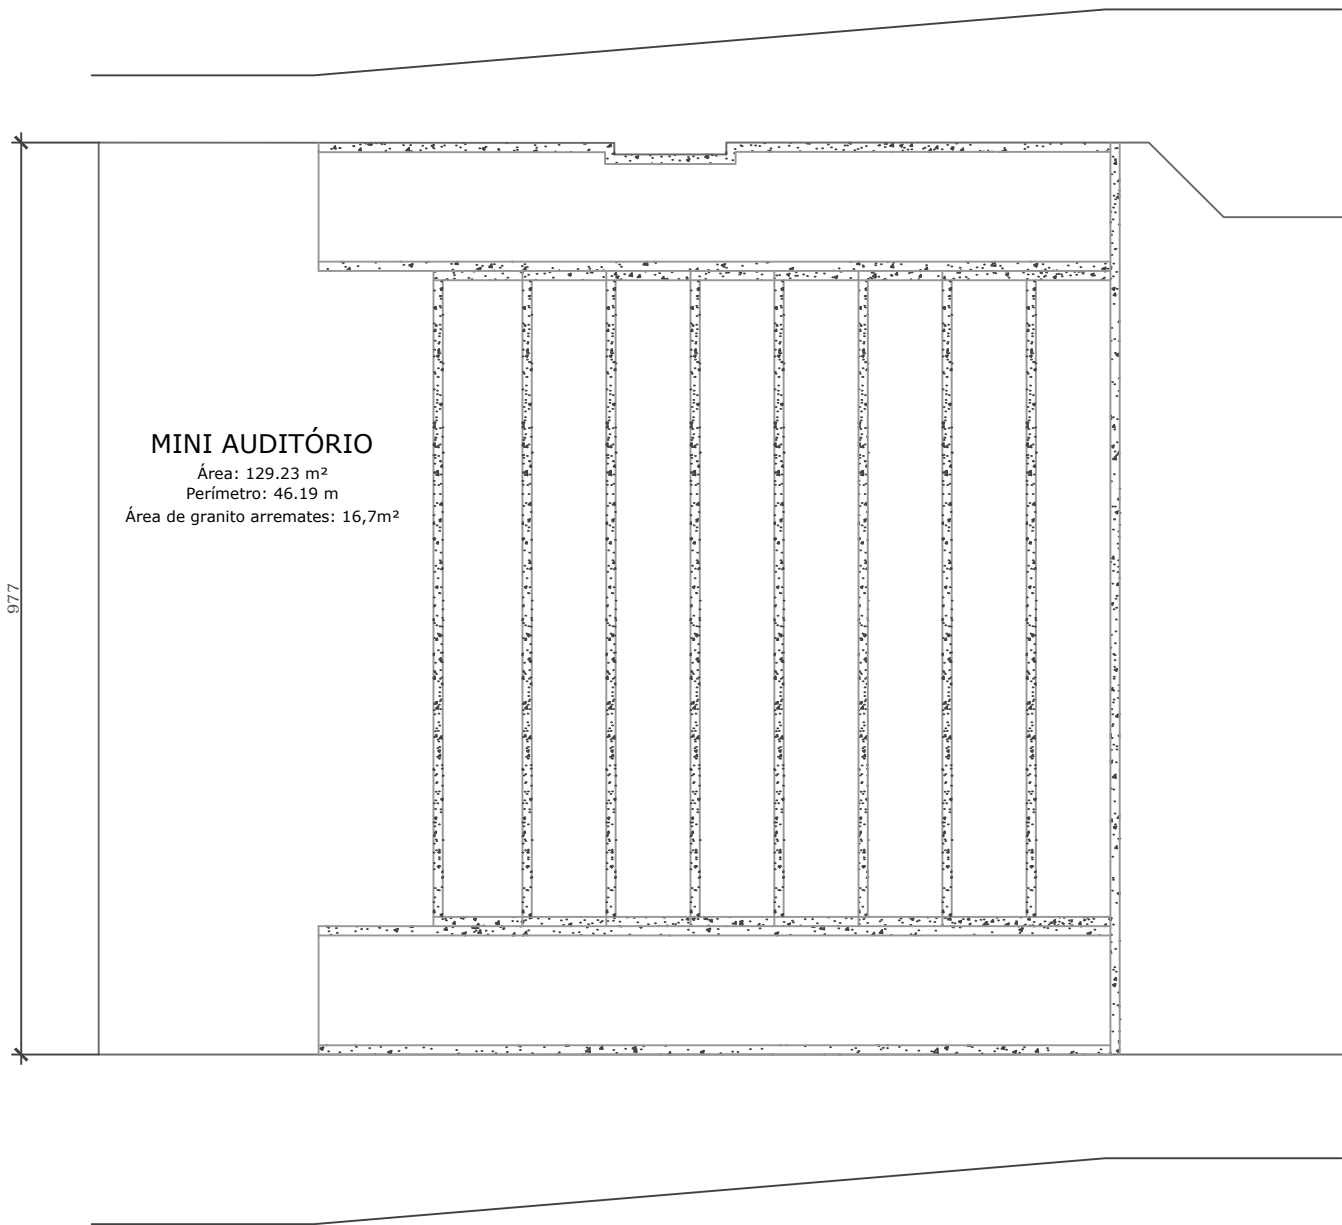 MINI AUDITÓRIO
Área: 129.23 m²
Perímetro: 46.19 m
Área de granito arremates: 16,7m²
977